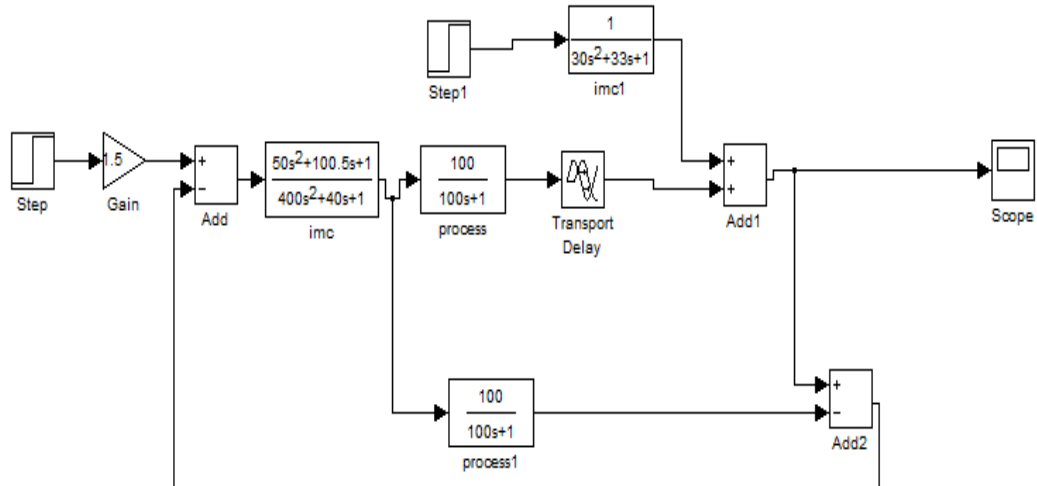 1
30s²+33s+1
imc1
Step1
Step
1.5
Gain
+
−
Add
50s²+100.5s+1
400s²+40s+1
imc
100
100s+1
process
Transport
Delay
+
+
Add1
Scope
100
100s+1
process1
+
−
Add2